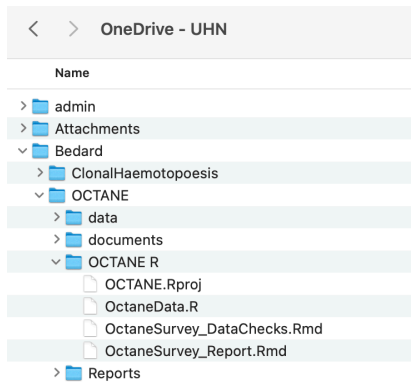 OneDrive - UHN
Name
admin
Attachments
Bedard
ClonalHaemotopoesis
OCTANE
data
documents
OCTANE R
OCTANE.Rproj
OctaneData.R
OctaneSurvey_DataChecks.Rmd
OctaneSurvey_Report.Rmd
Reports